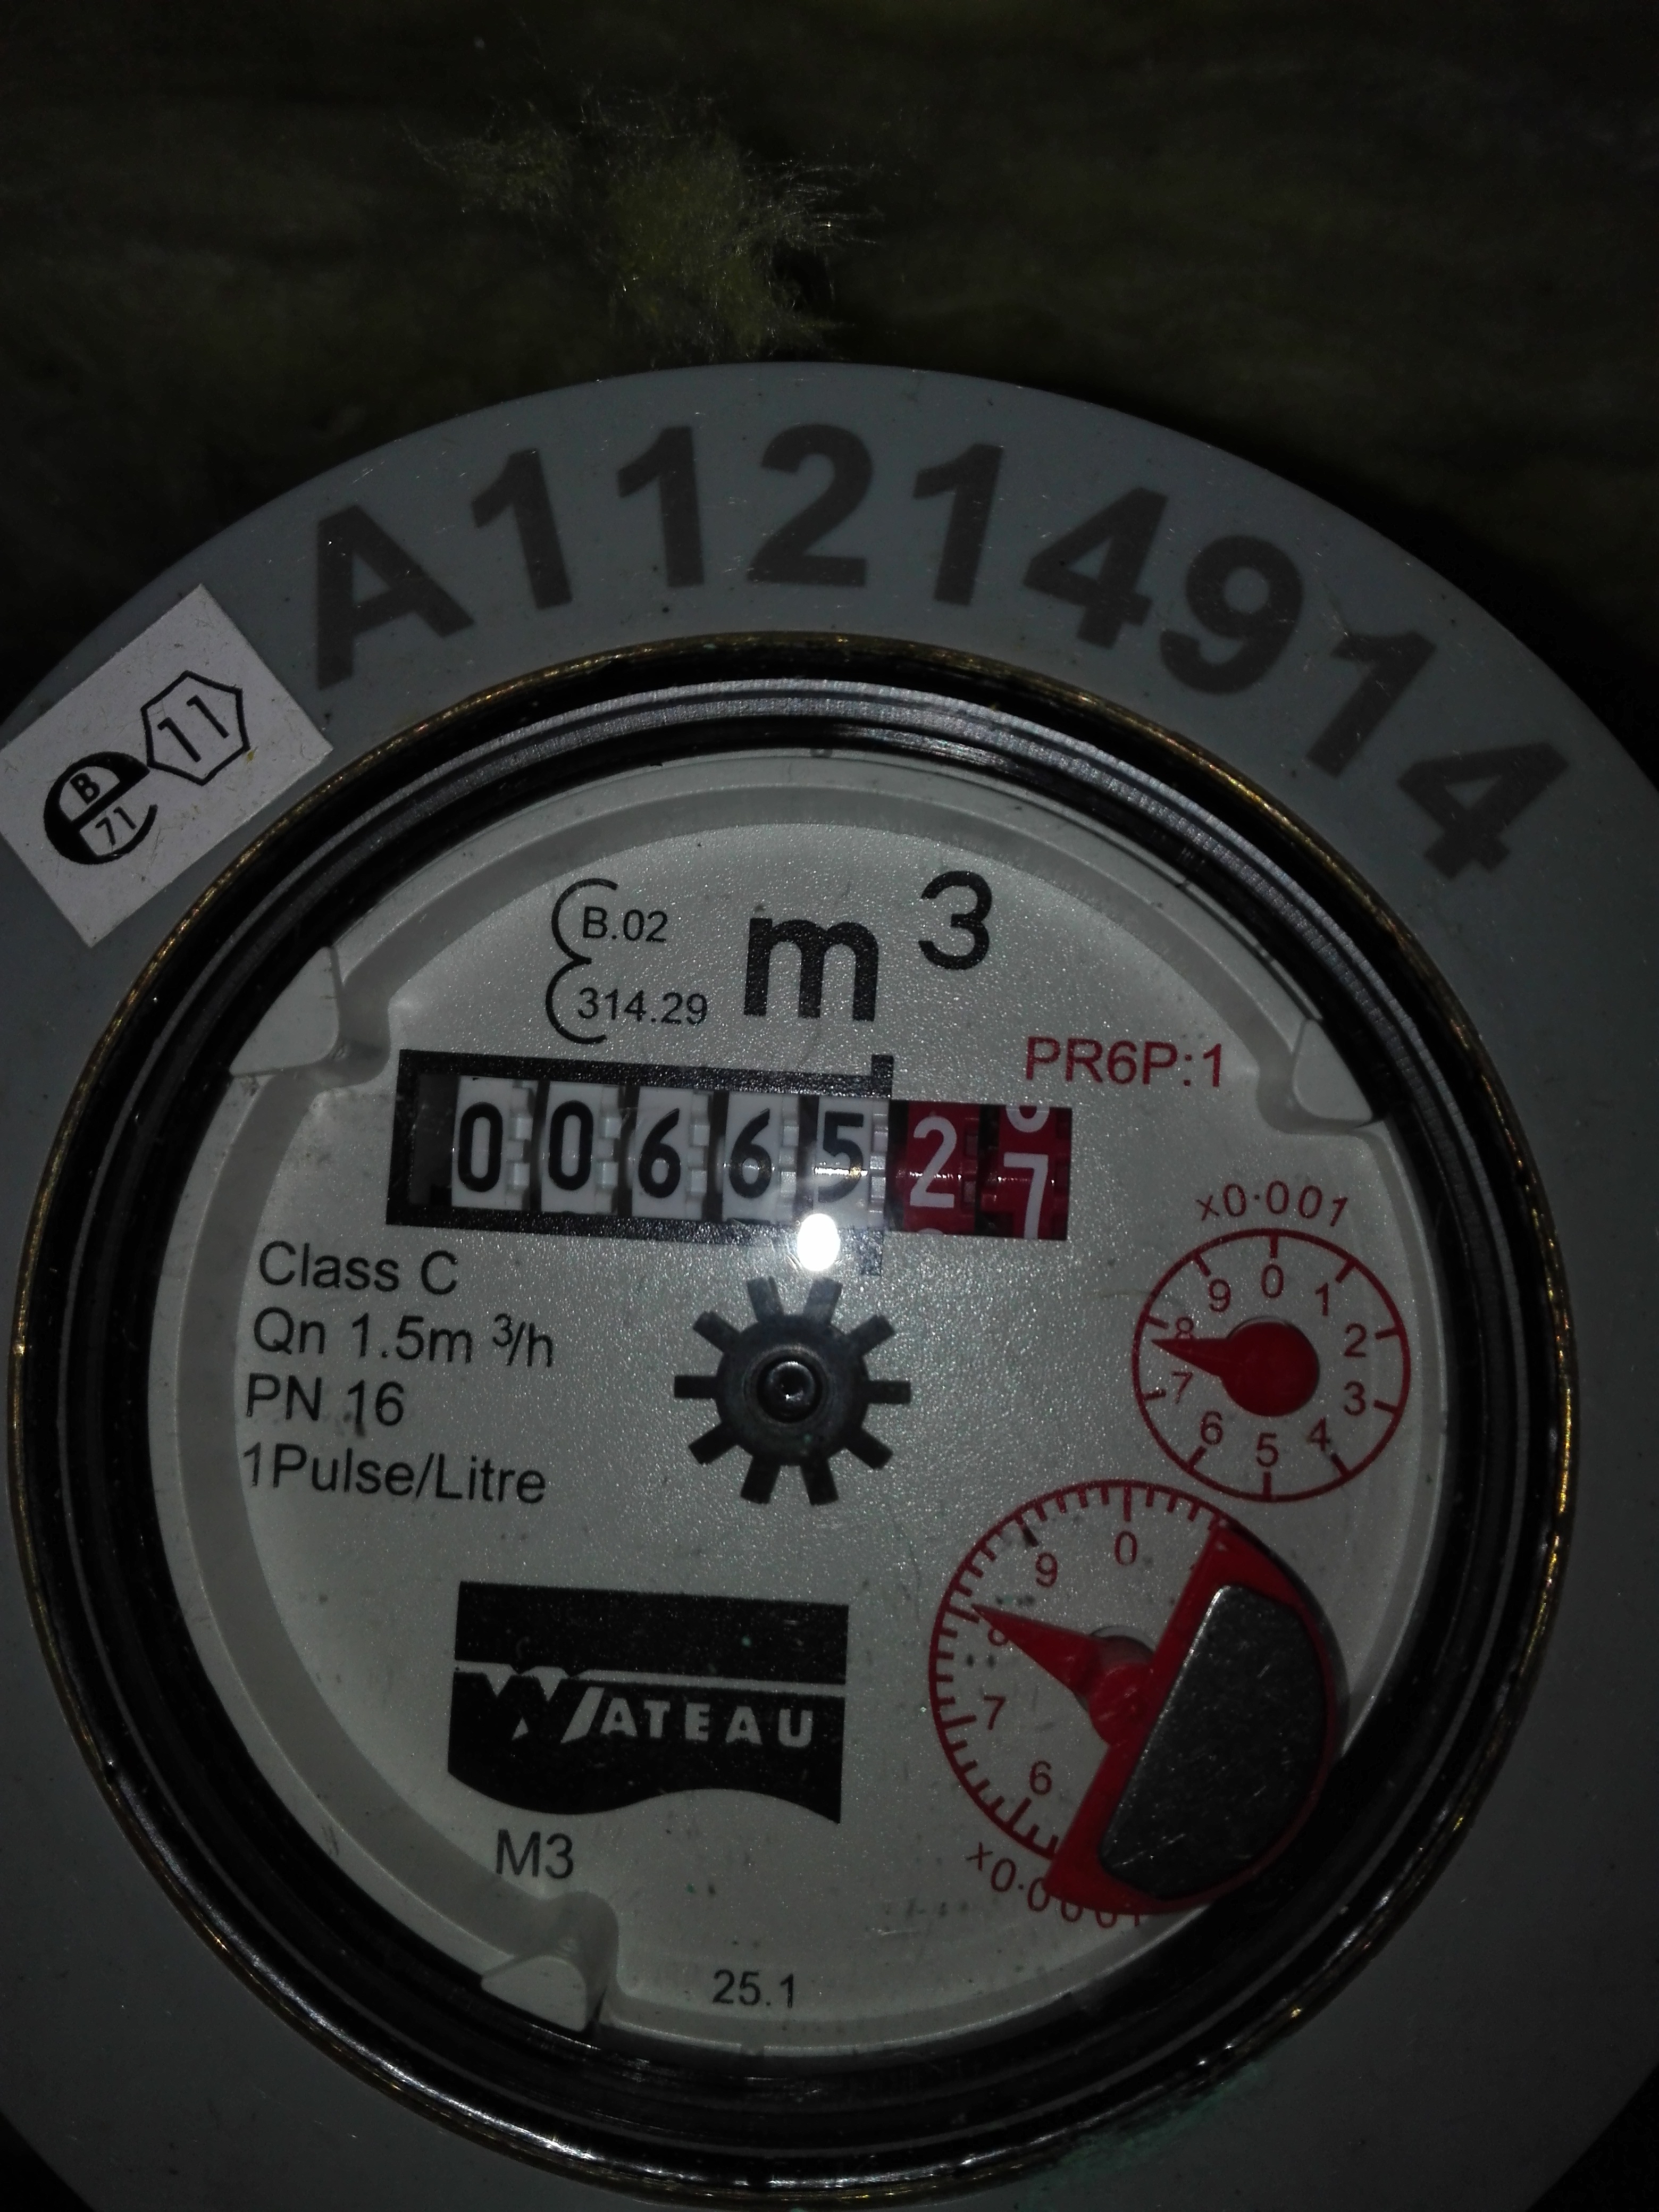 A11214914
11
B
71
B.02
314.29
m³
PR6P:1
0066527
x0·001
0 1 2 3 4 5 6 7 8 9
Class C
Qn 1.5m ³/h
PN 16
1Pulse/Litre
0 9 8 7 6
WATEAU
M3
25.1